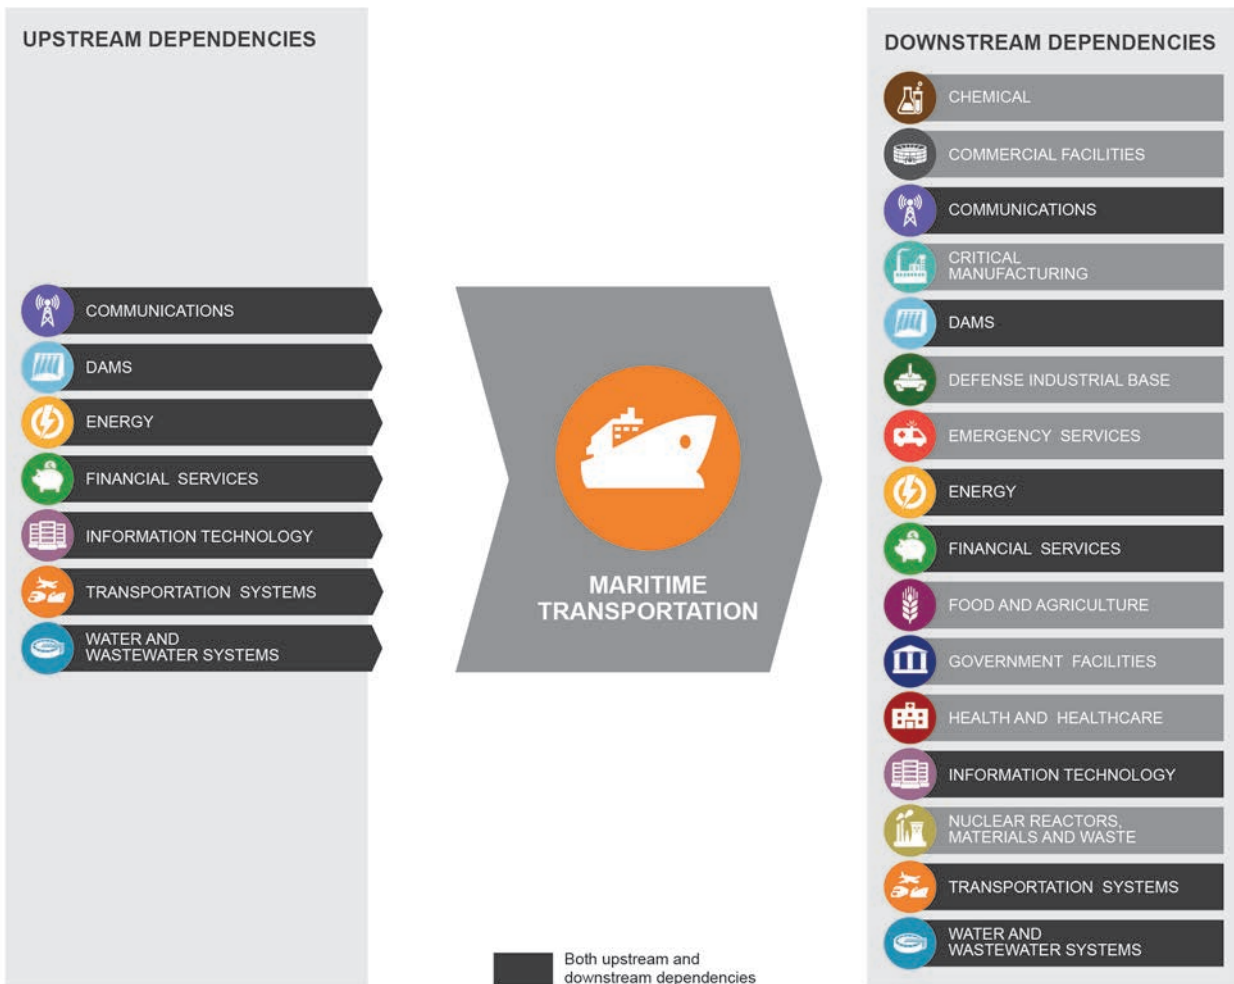 UPSTREAM DEPENDENCIES
COMMUNICATIONS
DAMS
ENERGY
FINANCIAL SERVICES
INFORMATION TECHNOLOGY
TRANSPORTATION SYSTEMS
WATER AND
WASTEWATER SYSTEMS
MARITIME
TRANSPORTATION
Both upstream and
downstream dependencies
DOWNSTREAM DEPENDENCIES
CHEMICAL
COMMERCIAL FACILITIES
COMMUNICATIONS
CRITICAL
MANUFACTURING
DAMS
DEFENSE INDUSTRIAL BASE
EMERGENCY SERVICES
ENERGY
FINANCIAL SERVICES
FOOD AND AGRICULTURE
GOVERNMENT FACILITIES
HEALTH AND HEALTHCARE
INFORMATION TECHNOLOGY
NUCLEAR REACTORS,
MATERIALS AND WASTE
TRANSPORTATION SYSTEMS
WATER AND
WASTEWATER SYSTEMS